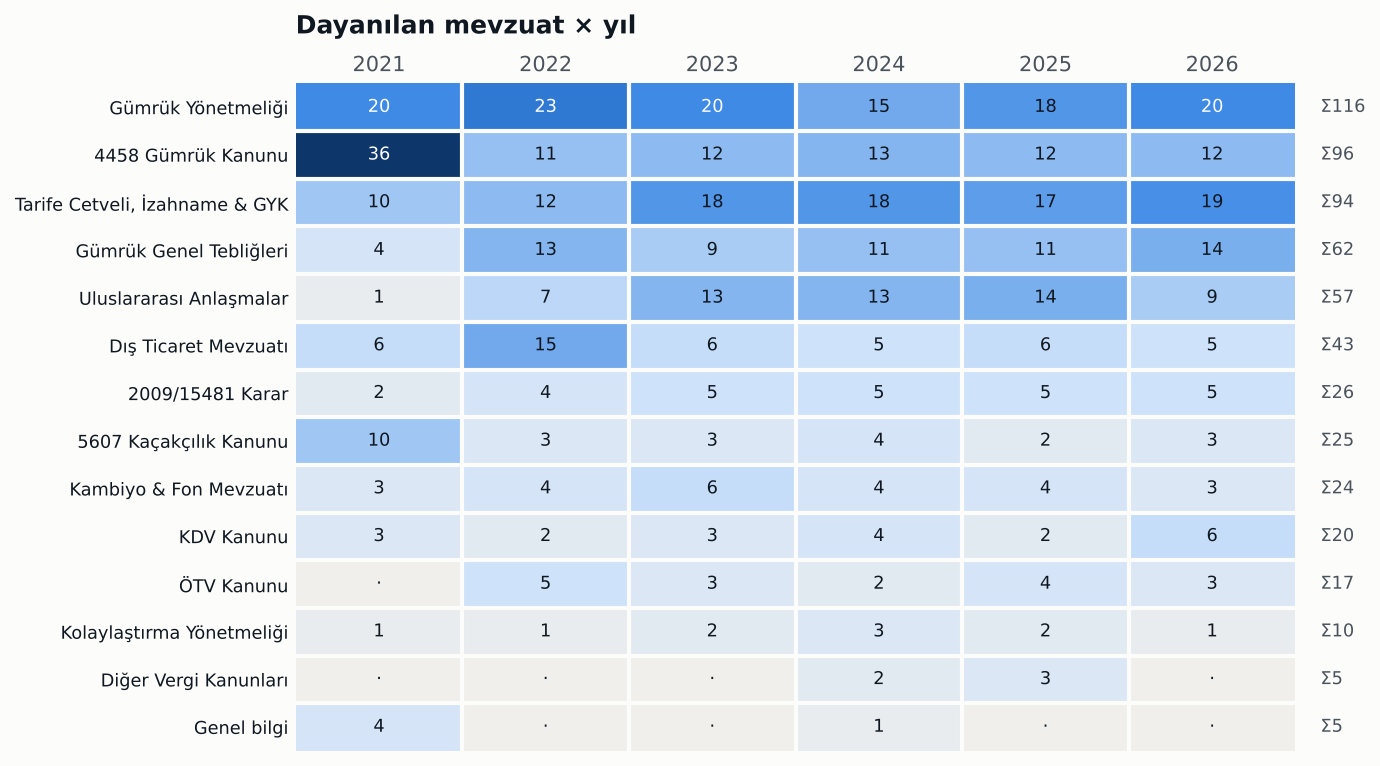 Dayanılan mevzuat × yıl
2021 2022 2023 2024 2025 2026
Gümrük Yönetmeliği 20 23 20 15 18 20 Σ116
4458 Gümrük Kanunu 36 11 12 13 12 12 Σ96
Tarife Cetveli, İzahname & GYK 10 12 18 18 17 19 Σ94
Gümrük Genel Tebliğleri 4 13 9 11 11 14 Σ62
Uluslararası Anlaşmalar 1 7 13 13 14 9 Σ57
Dış Ticaret Mevzuatı 6 15 6 5 6 5 Σ43
2009/15481 Karar 2 4 5 5 5 5 Σ26
5607 Kaçakçılık Kanunu 10 3 3 4 2 3 Σ25
Kambiyo & Fon Mevzuatı 3 4 6 4 4 3 Σ24
KDV Kanunu 3 2 3 4 2 6 Σ20
ÖTV Kanunu · 5 3 2 4 3 Σ17
Kolaylaştırma Yönetmeliği 1 1 2 3 2 1 Σ10
Diğer Vergi Kanunları · · · 2 3 · Σ5
Genel bilgi 4 · · 1 · · Σ5